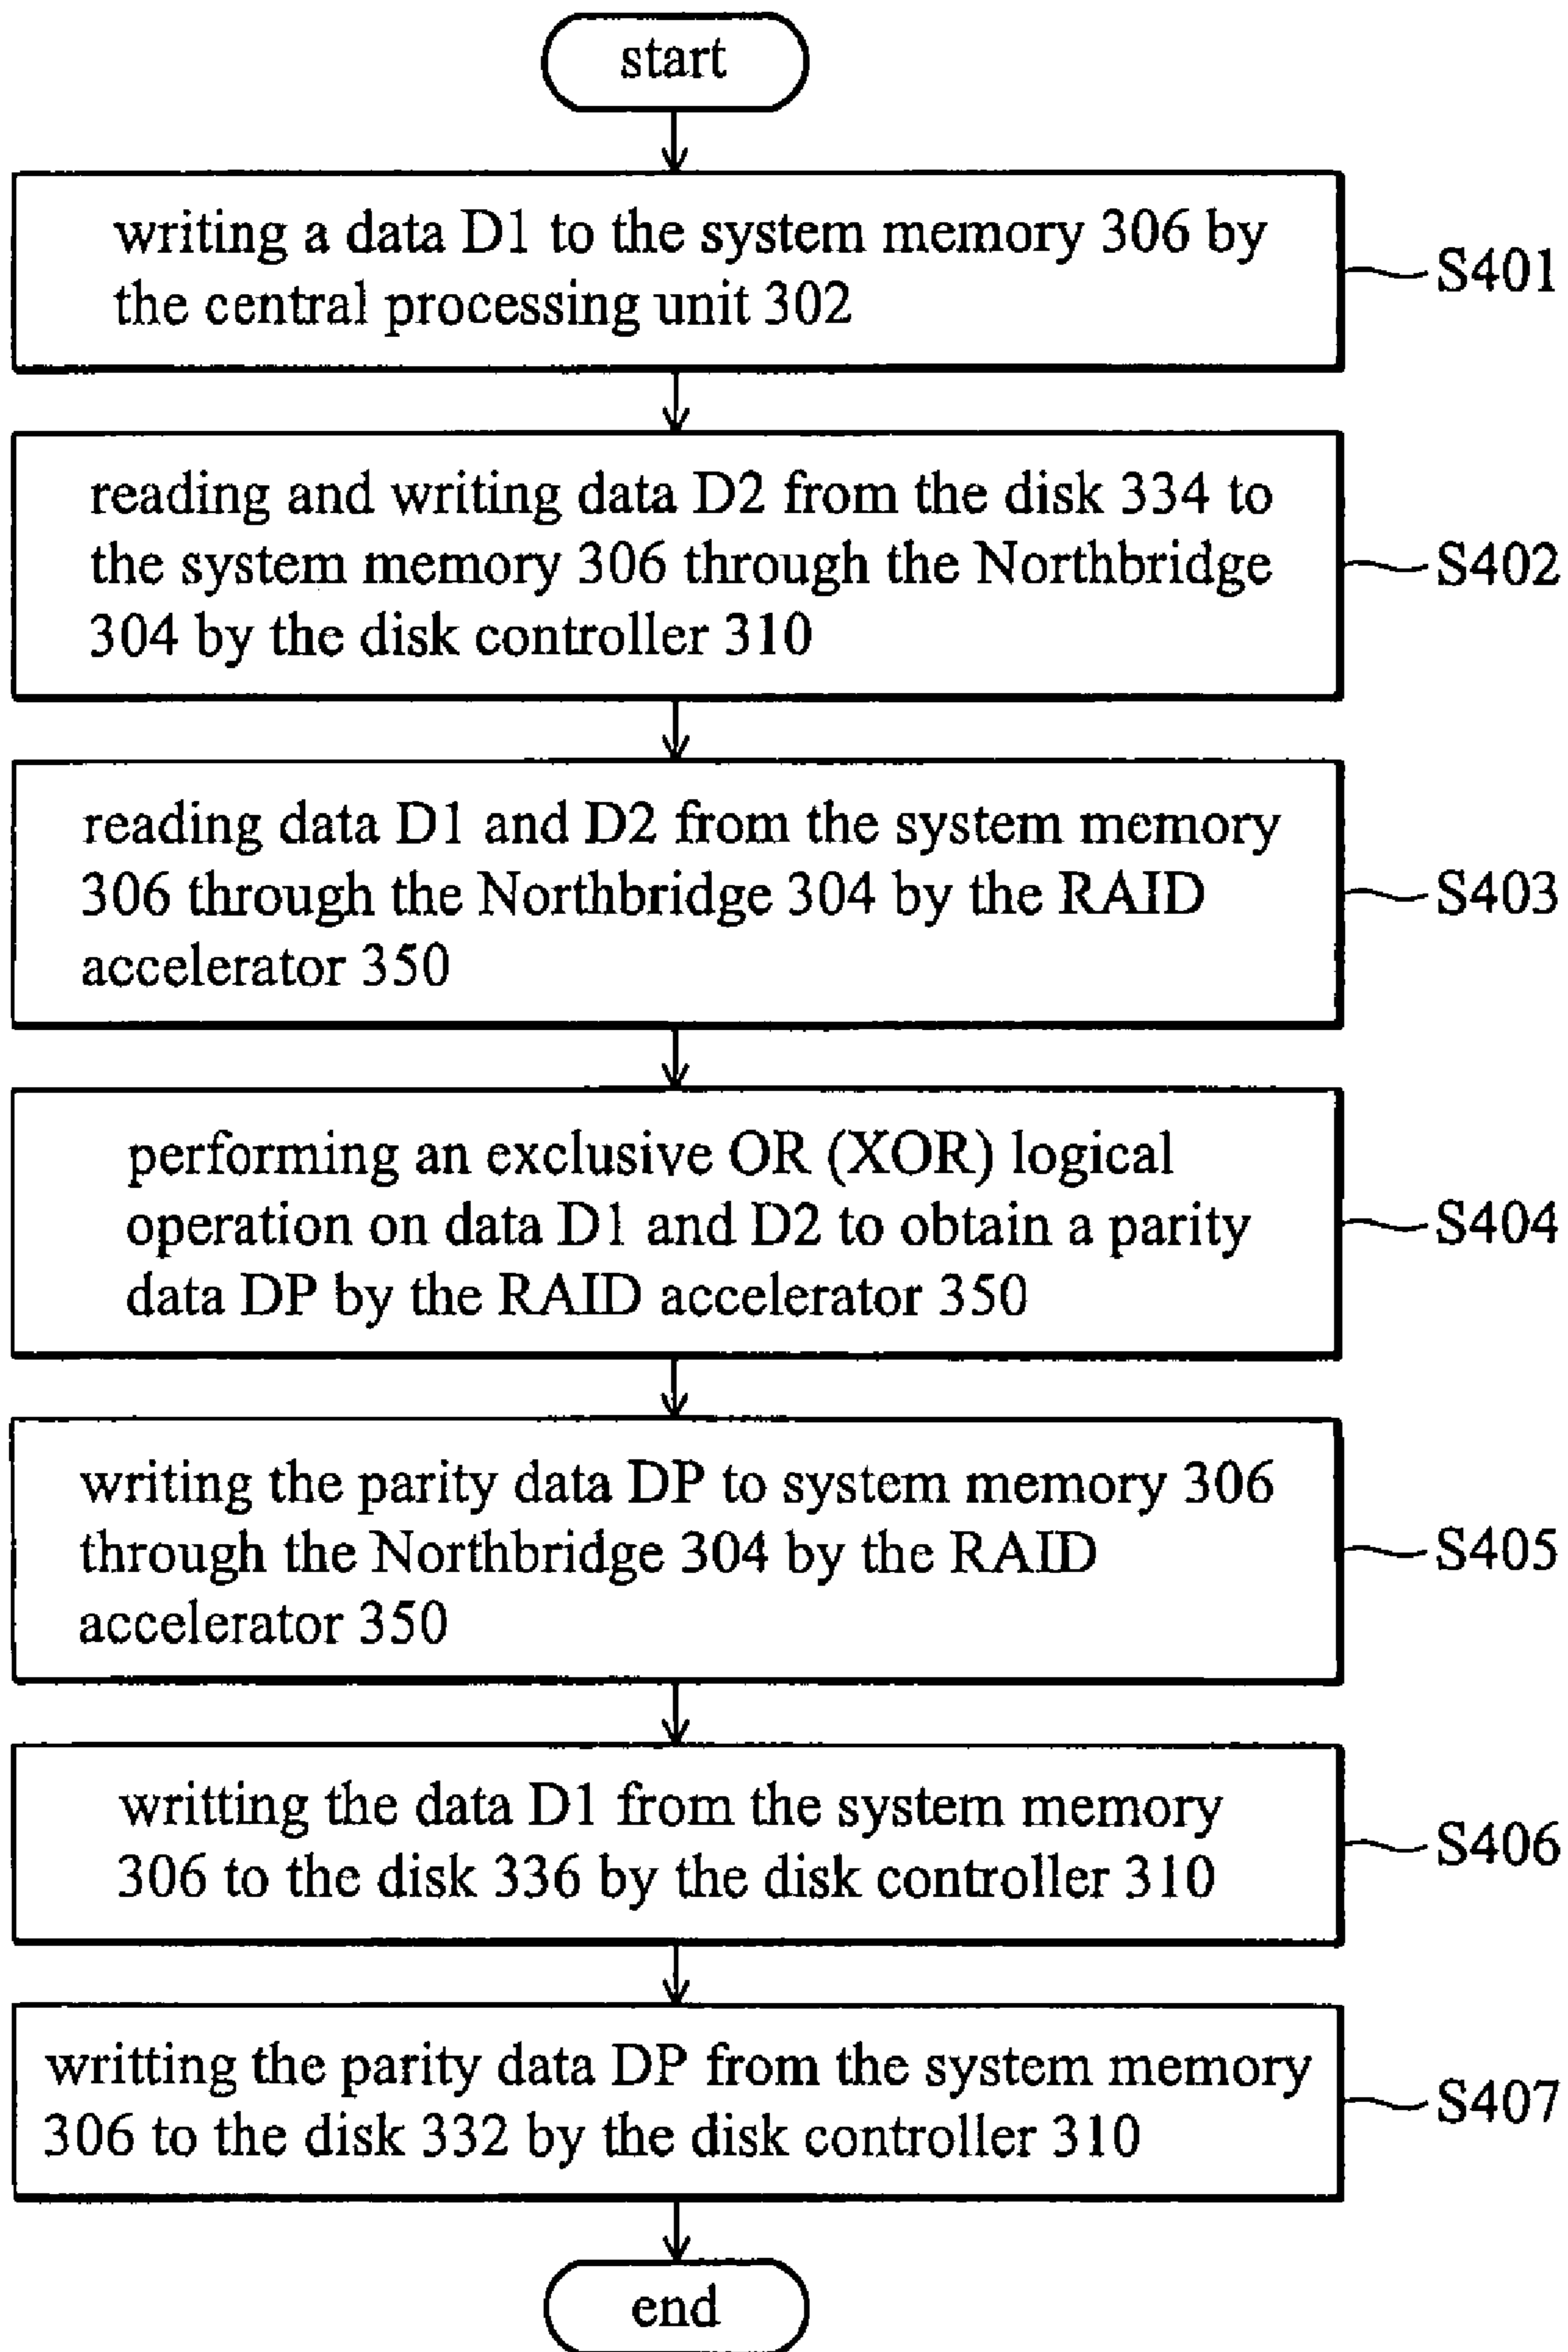 start
writing a data D1 to the system memory 306 by
the central processing unit 302
S401
reading and writing data D2 from the disk 334 to
the system memory 306 through the Northbridge
304 by the disk controller 310
S402
reading data D1 and D2 from the system memory
306 through the Northbridge 304 by the RAID
accelerator 350
S403
performing an exclusive OR (XOR) logical
operation on data D1 and D2 to obtain a parity
data DP by the RAID accelerator 350
S404
writing the parity data DP to system memory 306
through the Northbridge 304 by the RAID
accelerator 350
S405
writting the data D1 from the system memory
306 to the disk 336 by the disk controller 310
S406
writting the parity data DP from the system memory
306 to the disk 332 by the disk controller 310
S407
end